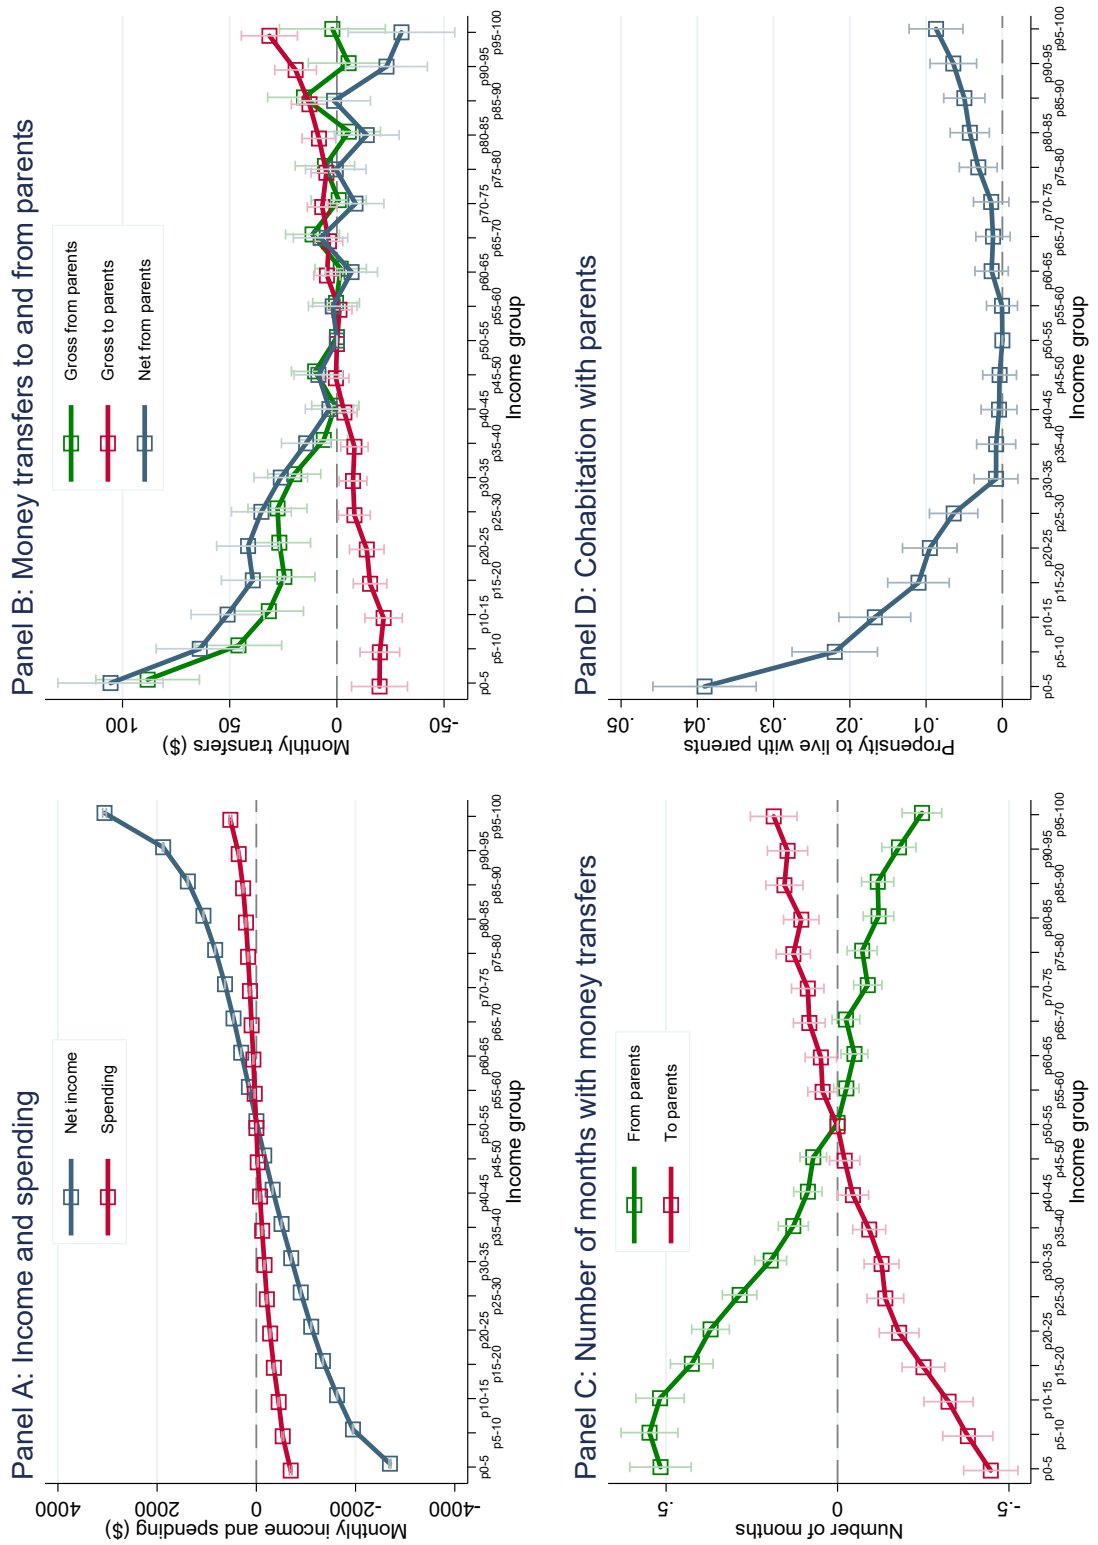 Panel A: Income and spending
Net income
Spending
4000
2000
0
-2000
-4000
Monthly income and spending ($)
p0-5
p5-10
p10-15
p15-20
p20-25
p25-30
p30-35
p35-40
p40-45
p45-50
p50-55
p55-60
p60-65
p65-70
p70-75
p75-80
p80-85
p85-90
p90-95
p95-100
Income group
Panel B: Money transfers to and from parents
Gross from parents
Gross to parents
Net from parents
100
50
0
-50
Monthly transfers ($)
p0-5
p5-10
p10-15
p15-20
p20-25
p25-30
p30-35
p35-40
p40-45
p45-50
p50-55
p55-60
p60-65
p65-70
p70-75
p75-80
p80-85
p85-90
p90-95
p95-100
Income group
Panel C: Number of months with money transfers
From parents
To parents
.5
0
-.5
Number of months
p0-5
p5-10
p10-15
p15-20
p20-25
p25-30
p30-35
p35-40
p40-45
p45-50
p50-55
p55-60
p60-65
p65-70
p70-75
p75-80
p80-85
p85-90
p90-95
p95-100
Income group
Panel D: Cohabitation with parents
.05
.04
.03
.02
.01
0
Propensity to live with parents
p0-5
p5-10
p10-15
p15-20
p20-25
p25-30
p30-35
p35-40
p40-45
p45-50
p50-55
p55-60
p60-65
p65-70
p70-75
p75-80
p80-85
p85-90
p90-95
p95-100
Income group